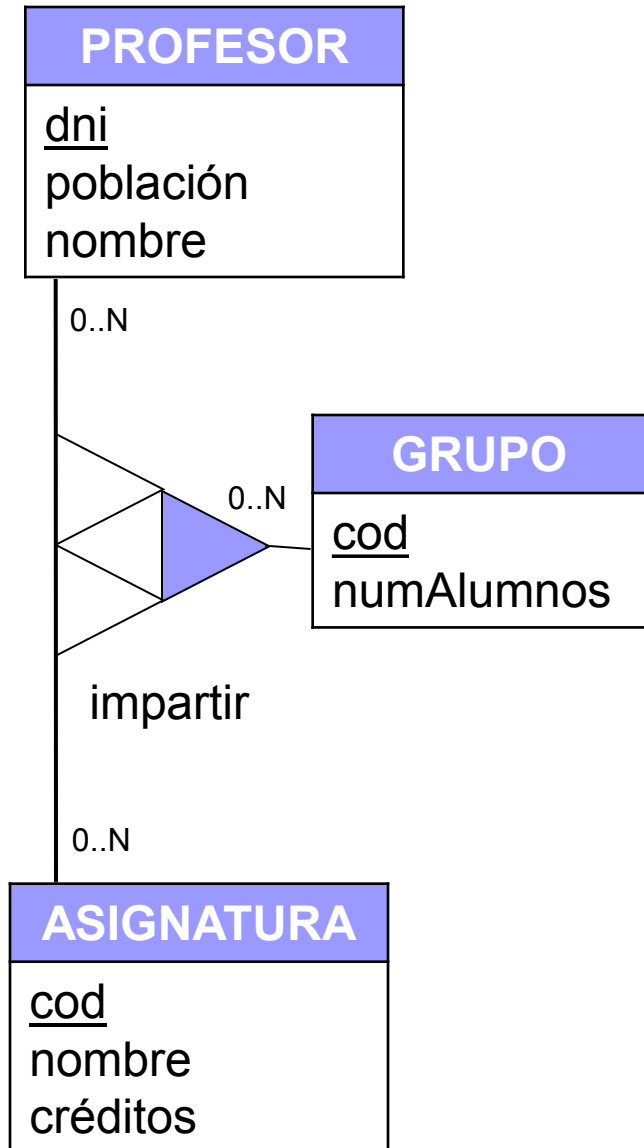 PROFESOR
dni
población
nombre
0..N
GRUPO
0..N
cod
numAlumnos
impartir
0..N
ASIGNATURA
cod
nombre
créditos